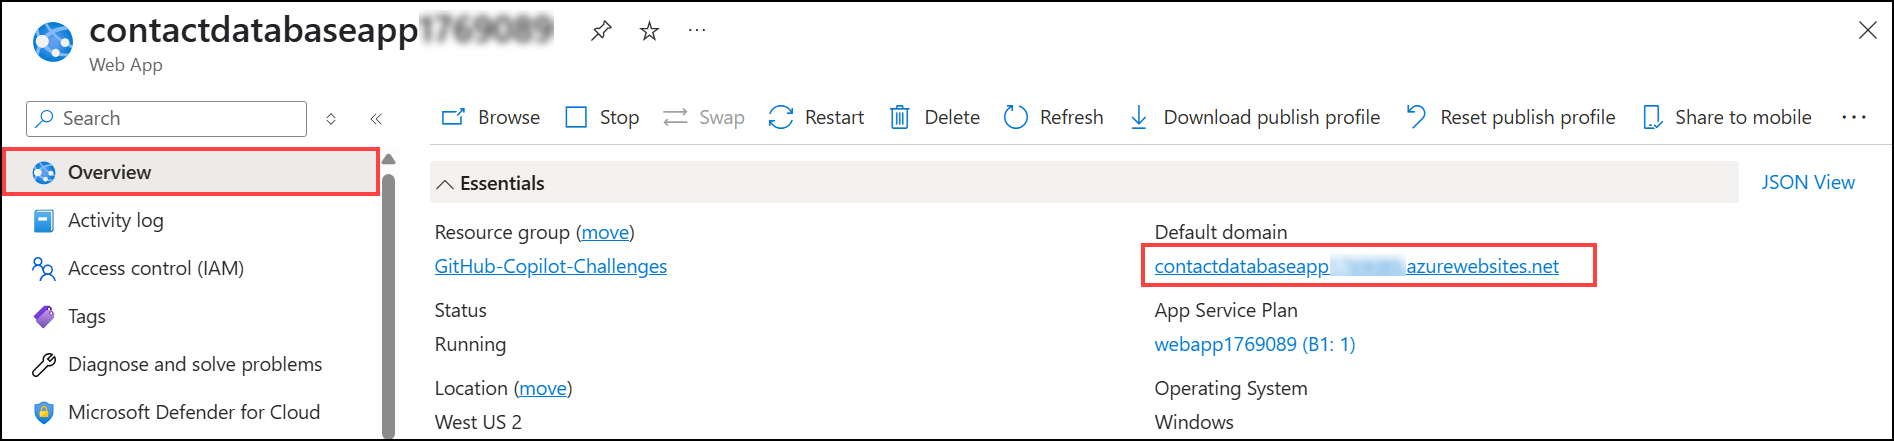 contactdatabaseapp
Web App
Search
Browse Stop Swap Restart Delete Refresh Download publish profile Reset publish profile Share to mobile ...
Overview
Activity log
Access control (IAM)
Tags
Diagnose and solve problems
Microsoft Defender for Cloud
Essentials
JSON View
Resource group (move)
GitHub-Copilot-Challenges
Status
Running
Location (move)
West US 2
Default domain
contactdatabaseapp azurewebsites.net
App Service Plan
webapp1769089 (B1: 1)
Operating System
Windows